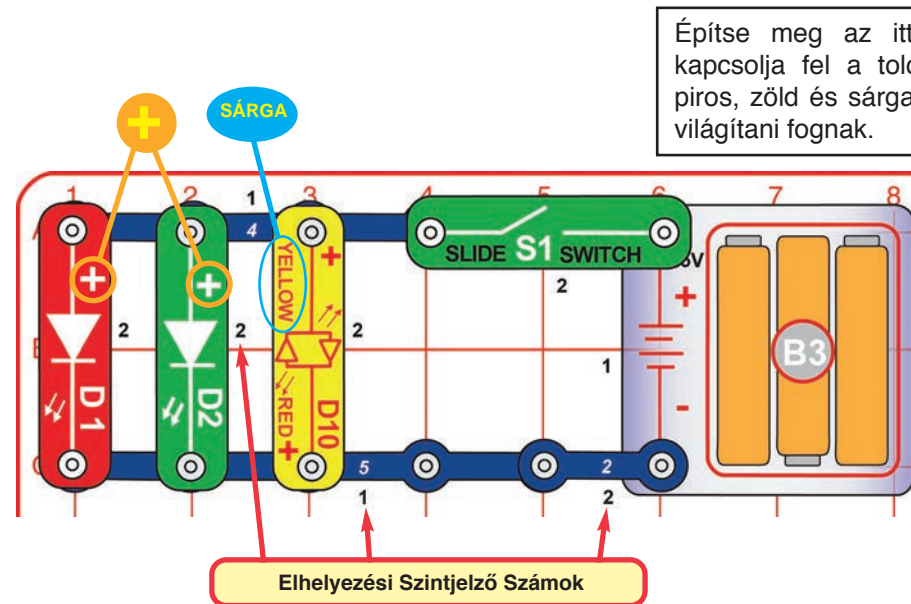 Építse meg az itt
kapcsolja fel a
piros, zöld és sárga
világítani fognak.
+
SÁRGA
1 2 3 4 5 6 7 8
1
4
A
+ + YELLOW +
SLIDE S1 SWITCH
V
2
+
2 2 2
B
1
B3
D1 D2 RED + D10
-
C
5 2
1 2
Elhelyezési Szintjelző Számok